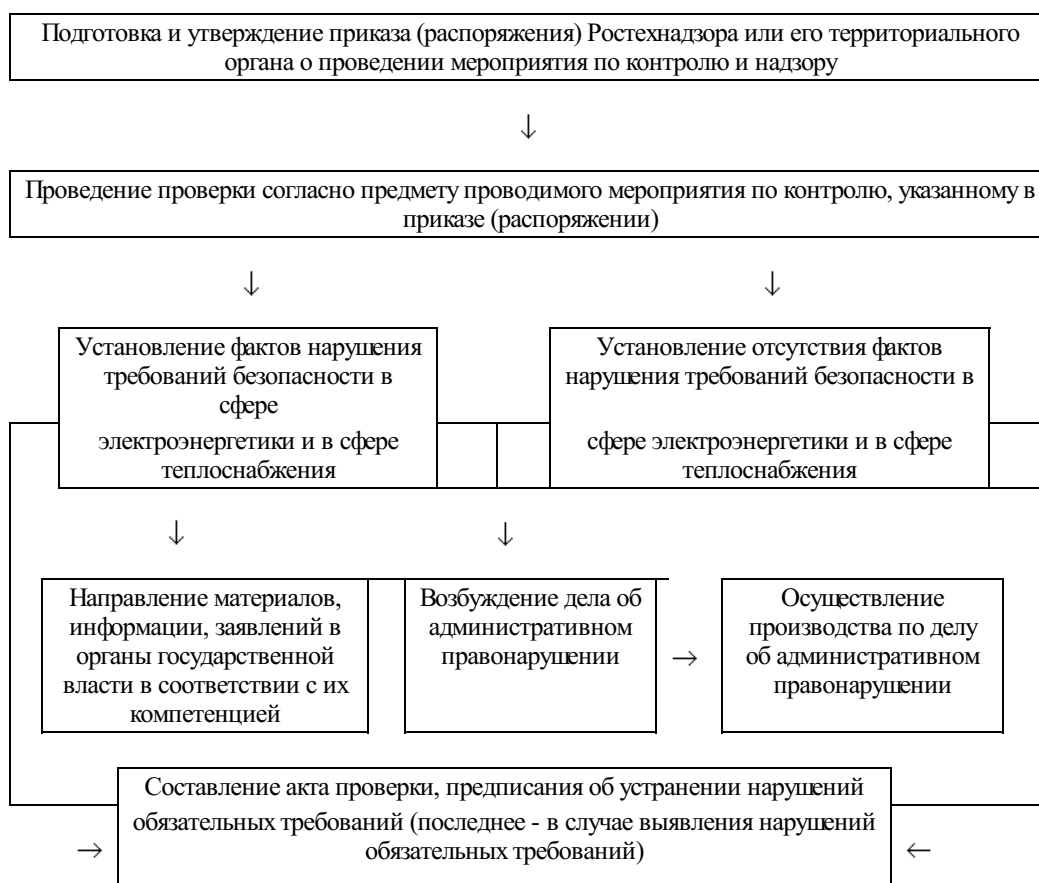 Подготовка и утверждение приказа (распоряжения) Ростехнадзора или его территориального
органа о проведении мероприятия по контролю и надзору
↓
Проведение проверки согласно предмету проводимого мероприятия по контролю, указанному в
приказе (распоряжении)
↓ ↓
Установление фактов нарушения
требований безопасности в
сфере
электроэнергетики и в сфере
теплоснабжения
Установление отсутствия фактов
нарушения требований безопасности в
сфере электроэнергетики и в сфере
теплоснабжения
↓ ↓
Направление материалов,
информации, заявлений в
органы государственной
власти в соответствии с их
компетенцией
Возбуждение дела об
административном
правонарушении
→
Осуществление
производства по делу
об административном
правонарушении
Составление акта проверки, предписания об устранении нарушений
обязательных требований (последнее - в случае выявления нарушений
обязательных требований)
→ ←